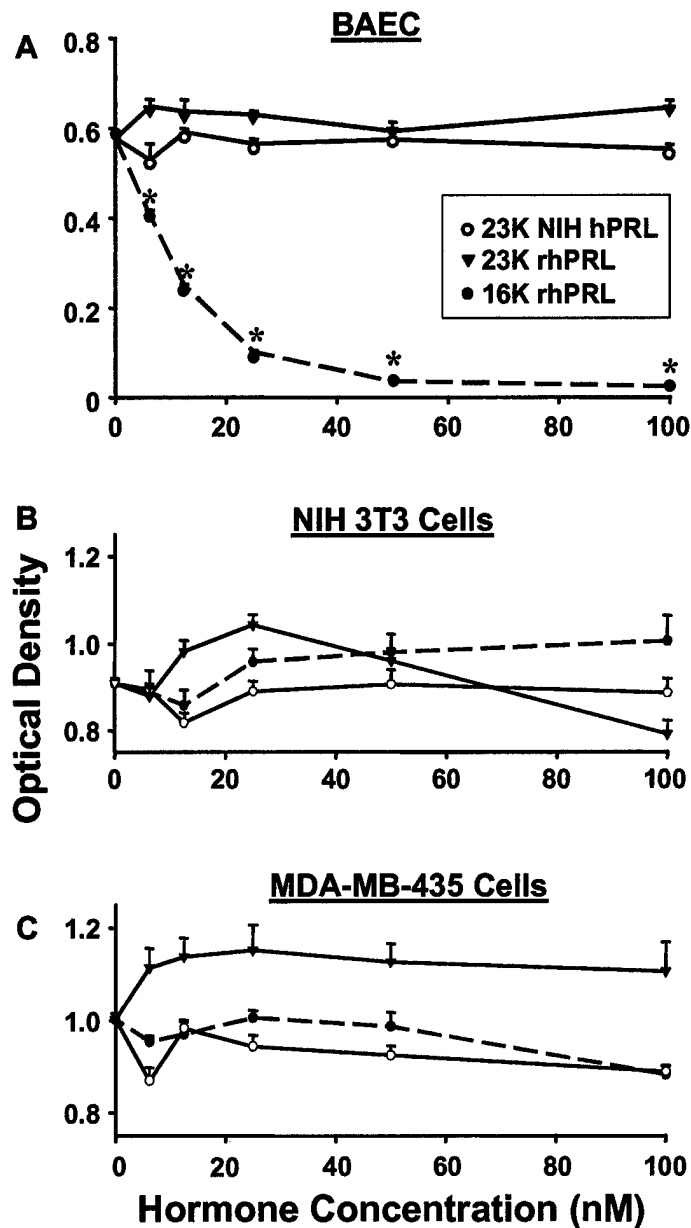 A
BAEC
0.8
0.6
0.4
0.2
0
*
*
*
*
*
23K NIH hPRL
23K rhPRL
16K rhPRL
0 20 40 60 80 100
B
NIH 3T3 Cells
1.2
1.0
0.8
0 20 40 60 80 100
Optical Density
C
MDA-MB-435 Cells
1.2
1.0
0.8
0 20 40 60 80 100
Hormone Concentration (nM)